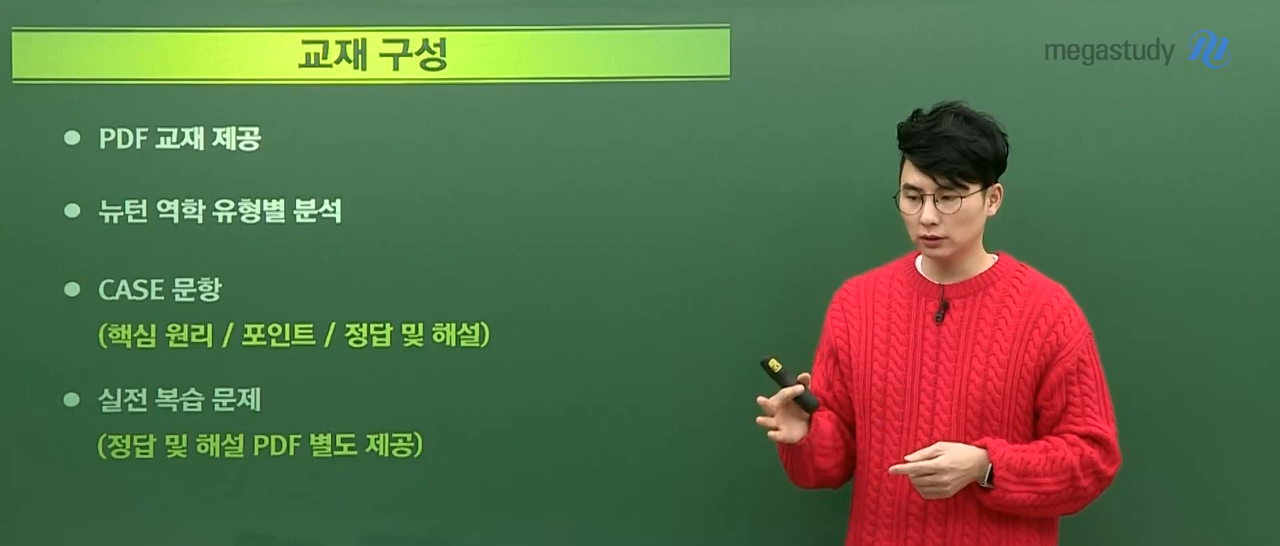 교재 구성
megastudy
PDF 교재 제공
뉴턴 역학 유형별 분석
CASE 문항
(핵심 원리 / 포인트 / 정답 및 해설)
실전 복습 문제
(정답 및 해설 PDF 별도 제공)